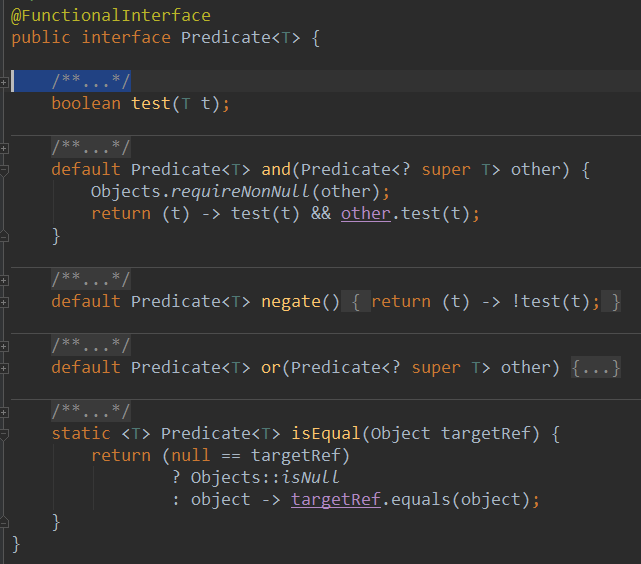 @FunctionalInterface
public interface Predicate<T> {
/**...*/
boolean test(T t);
/**...*/
default Predicate<T> and(Predicate<? super T> other) {
Objects.requireNonNull(other);
return (t) -> test(t) && other.test(t);
}
/**...*/
default Predicate<T> negate() { return (t) -> !test(t); }
/**...*/
default Predicate<T> or(Predicate<? super T> other) {...}
/**...*/
static <T> Predicate<T> isEqual(Object targetRef) {
return (null == targetRef)
? Objects::isNull
: object -> targetRef.equals(object);
}
}